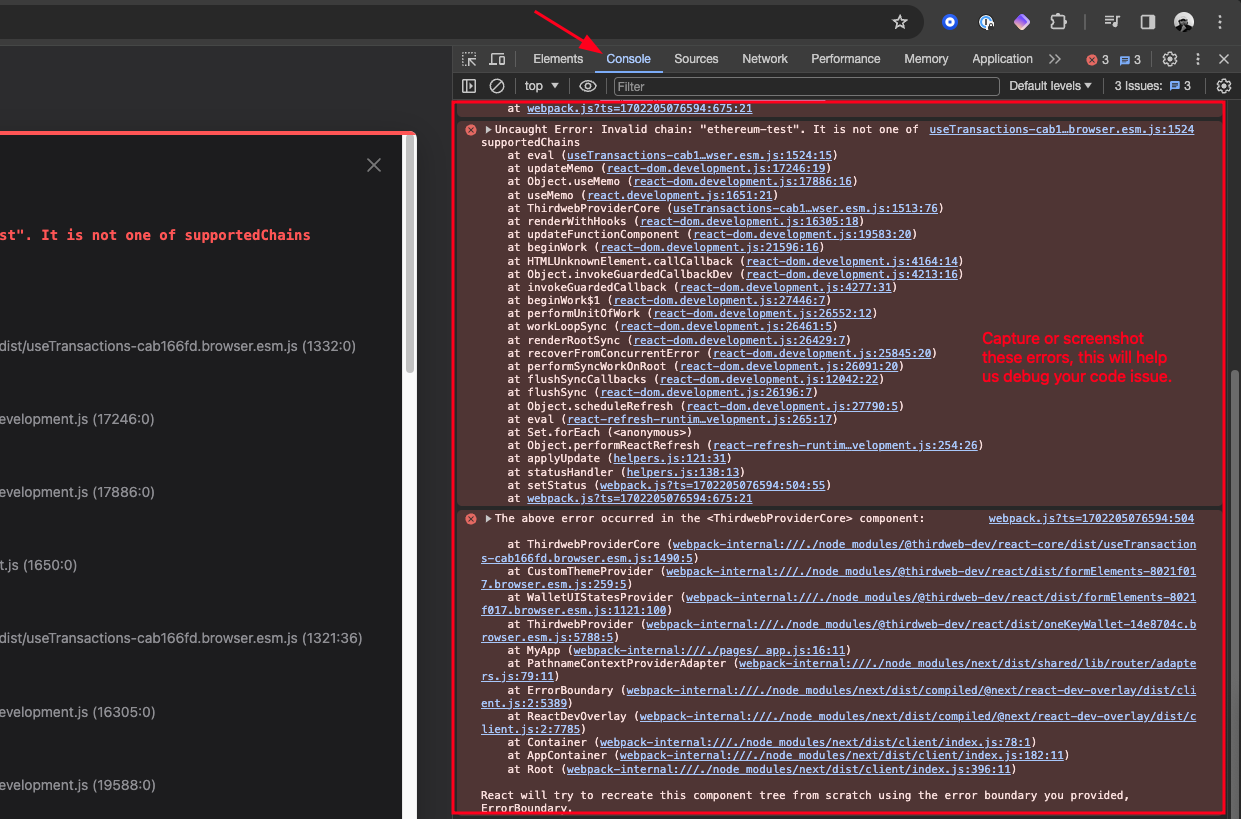 Elements Console Sources Network Performance Memory Application 3 3
top Filter Default levels 3 Issues: 3
at webpack.js?ts=1702205076594:675:21
Uncaught Error: Invalid chain: "ethereum-test". It is not one of useTransactions-cab1…browser.esm.js:1524
supportedChains
at eval (useTransactions-cab1…wser.esm.js:1524:15)
at updateMemo (react-dom.development.js:17246:19)
at Object.useMemo (react-dom.development.js:17886:16)
at useMemo (react.development.js:1651:21)
at ThirdwebProviderCore (useTransactions-cab1…wser.esm.js:1513:76)
at renderWithHooks (react-dom.development.js:16305:18)
at updateFunctionComponent (react-dom.development.js:19583:20)
at beginWork (react-dom.development.js:21596:16)
at HTMLUnknownElement.callCallback (react-dom.development.js:4164:14)
at Object.invokeGuardedCallbackDev (react-dom.development.js:4213:16)
at invokeGuardedCallback (react-dom.development.js:4277:31)
at beginWork$1 (react-dom.development.js:27446:7)
at performUnitOfWork (react-dom.development.js:26552:12)
at workLoopSync (react-dom.development.js:26461:5)
at renderRootSync (react-dom.development.js:26429:7)
at recoverFromConcurrentError (react-dom.development.js:25845:20)
at performSyncWorkOnRoot (react-dom.development.js:26091:20)
at flushSyncCallbacks (react-dom.development.js:12042:22)
at flushSync (react-dom.development.js:26196:7)
at Object.scheduleRefresh (react-dom.development.js:27790:5)
at eval (react-refresh-runtim…velopment.js:265:17)
at Set.forEach (<anonymous>)
at Object.performReactRefresh (react-refresh-runtim…velopment.js:254:26)
at applyUpdate (helpers.js:121:31)
at statusHandler (helpers.js:138:13)
at setStatus (webpack.js?ts=1702205076594:504:55)
at webpack.js?ts=1702205076594:675:21
Capture or screenshot
these errors, this will help
us debug your code issue.
The above error occurred in the <ThirdwebProviderCore> component: webpack.js?ts=1702205076594:504
at ThirdwebProviderCore (webpack-internal:///./node_modules/@thirdweb-dev/react-core/dist/useTransaction
s-cab166fd.browser.esm.js:1490:5)
at CustomThemeProvider (webpack-internal:///./node_modules/@thirdweb-dev/react/dist/formElements-8021f01
7.browser.esm.js:259:5)
at WalletUIStatesProvider (webpack-internal:///./node_modules/@thirdweb-dev/react/dist/formElements-8021
f017.browser.esm.js:1121:100)
at ThirdwebProvider (webpack-internal:///./node_modules/@thirdweb-dev/react/dist/oneKeyWallet-14e8704c.b
rowser.esm.js:5788:5)
at MyApp (webpack-internal:///./pages/_app.js:16:11)
at PathnameContextProviderAdapter (webpack-internal:///./node_modules/next/dist/shared/lib/router/adapte
rs.js:79:11)
at ErrorBoundary (webpack-internal:///./node_modules/next/dist/compiled/@next/react-dev-overlay/dist/cli
ent.js:2:5389)
at ReactDevOverlay (webpack-internal:///./node_modules/next/dist/compiled/@next/react-dev-overlay/dist/c
lient.js:2:7785)
at Container (webpack-internal:///./node_modules/next/dist/client/index.js:78:1)
at AppContainer (webpack-internal:///./node_modules/next/dist/client/index.js:182:11)
at Root (webpack-internal:///./node_modules/next/dist/client/index.js:396:11)
React will try to recreate this component tree from scratch using the error boundary you provided,
ErrorBoundary.
st". It is not one of supportedChains
dist/useTransactions-cab166fd.browser.esm.js (1332:0)
evelopment.js (17246:0)
evelopment.js (17886:0)
t.js (1650:0)
dist/useTransactions-cab166fd.browser.esm.js (1321:36)
evelopment.js (16305:0)
evelopment.js (19588:0)